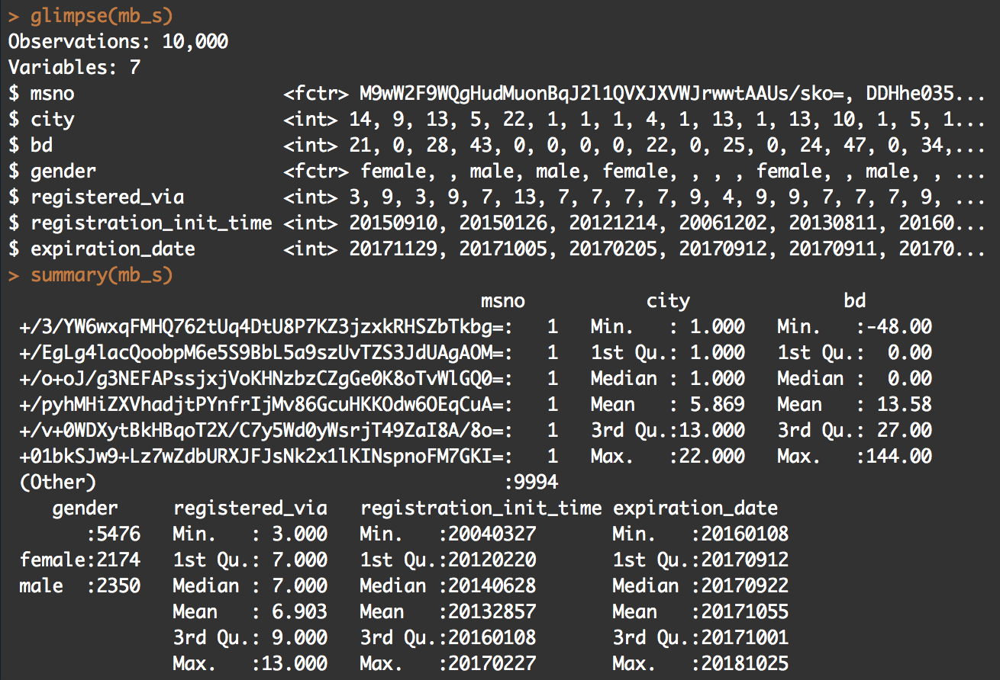 > glimpse(mb_s)
Observations: 10,000
Variables: 7
$ msno                   <fctr> M9wW2F9WQgHudMuonBqJ2l1QVXJXVWJrwwtAAUs/sko=, DDHhe035...
$ city                   <int> 14, 9, 13, 5, 22, 1, 1, 1, 4, 1, 13, 1, 13, 10, 1, 5, 1...
$ bd                     <int> 21, 0, 28, 43, 0, 0, 0, 0, 22, 0, 25, 0, 24, 47, 0, 34,...
$ gender                 <fctr> female, , male, male, female, , , , female, , male, , ...
$ registered_via         <int> 3, 9, 3, 9, 7, 13, 7, 7, 7, 7, 9, 4, 9, 9, 7, 7, 7, 9, ...
$ registration_init_time <int> 20150910, 20150126, 20121214, 20061202, 20130811, 20160...
$ expiration_date        <int> 20171129, 20171005, 20170205, 20170912, 20170911, 20170...
> summary(mb_s)
                                           msno           city              bd
 +/3/YW6wxqFMHQ762tUq4DtU8P7KZ3jzxkRHSZbTkbg=:   1   Min.   : 1.000   Min.   :-48.00
 +/EgLg4lacQoobpM6e5S9BbL5a9szUvTZS3JdUAgAOM=:   1   1st Qu.: 1.000   1st Qu.:  0.00
 +/o+oJ/g3NEFAPssjxjVoKHNzbzCZgGe0K8oTvWlGQ0=:   1   Median : 1.000   Median :  0.00
 +/pyhMHiZXVhadjtPYnfrIjMv86GcuHKKOdw6OEqCuA=:   1   Mean   : 5.869   Mean   : 13.58
 +/v+0WDXytBkHBqoT2X/C7y5Wd0yWsrjT49ZaI8A/8o=:   1   3rd Qu.:13.000   3rd Qu.: 27.00
 +01bkSJw9+Lz7wZdbURXJFJsNk2x1lKINspnoFM7GKI=:   1   Max.   :22.000   Max.   :144.00
 (Other)                                     :9994
    gender     registered_via   registration_init_time expiration_date
       :5476   Min.   : 3.000   Min.   :20040327       Min.   :20160108
 female:2174   1st Qu.: 7.000   1st Qu.:20120220       1st Qu.:20170912
 male  :2350   Median : 7.000   Median :20140628       Median :20170922
               Mean   : 6.903   Mean   :20132857       Mean   :20171055
               3rd Qu.: 9.000   3rd Qu.:20160108       3rd Qu.:20171001
               Max.   :13.000   Max.   :20170227       Max.   :20181025